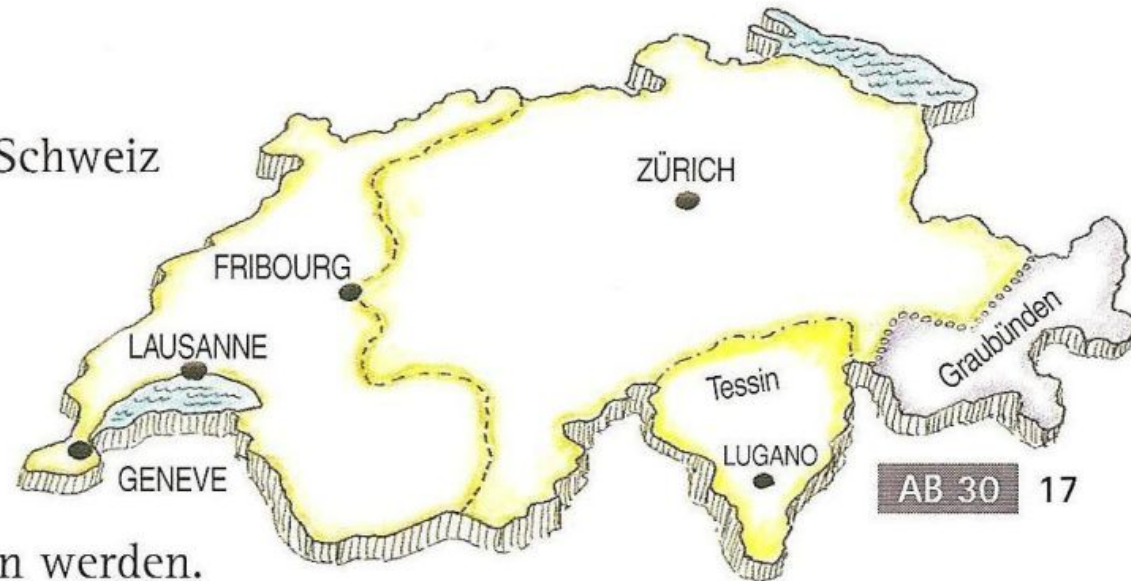 Schweiz
ZÜRICH
FRIBOURG
LAUSANNE
Graubünden
Tessin
LUGANO
GENEVE
AB 30 17
werden.